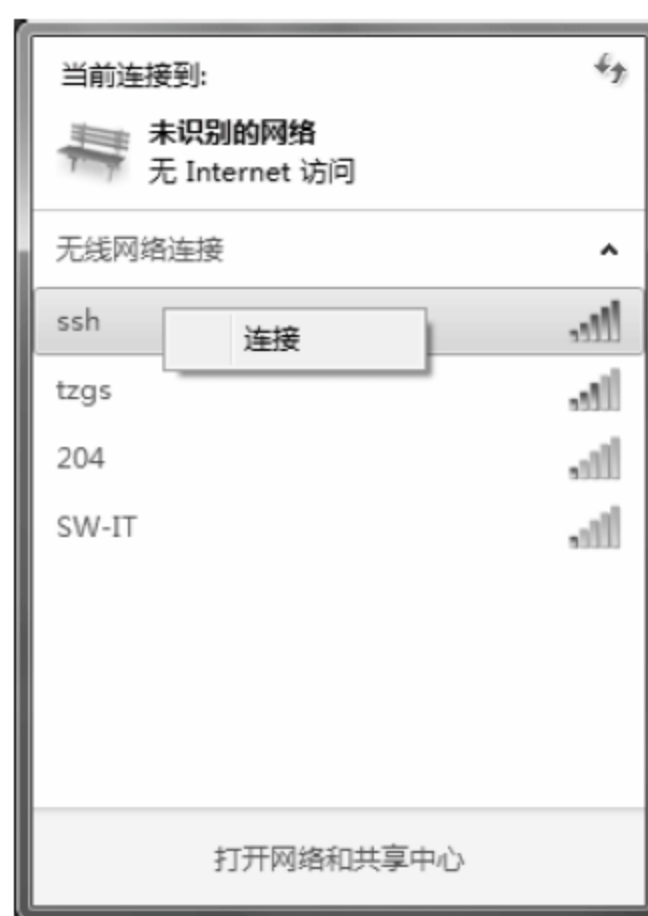 当前连接到:
未识别的网络
无 Internet 访问
无线网络连接
ssh
连接
tzgs
204
SW-IT
打开网络和共享中心